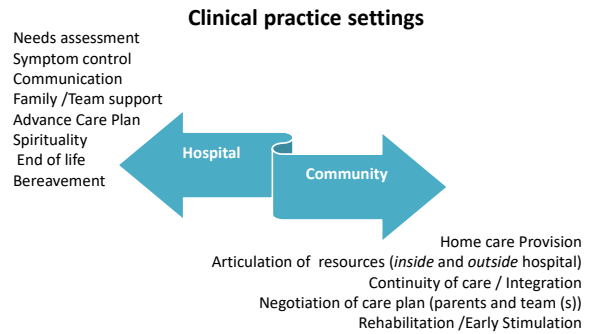 Clinical practice settings
Needs assessment
Symptom control
Communication
Family /Team support
Advance Care Plan
Spirituality
End of life
Bereavement
Hospital
Community
Home care Provision
Articulation of  resources (inside and outside hospital)
Continuity of care / Integration
Negotiation of care plan (parents and team (s))
Rehabilitation /Early Stimulation